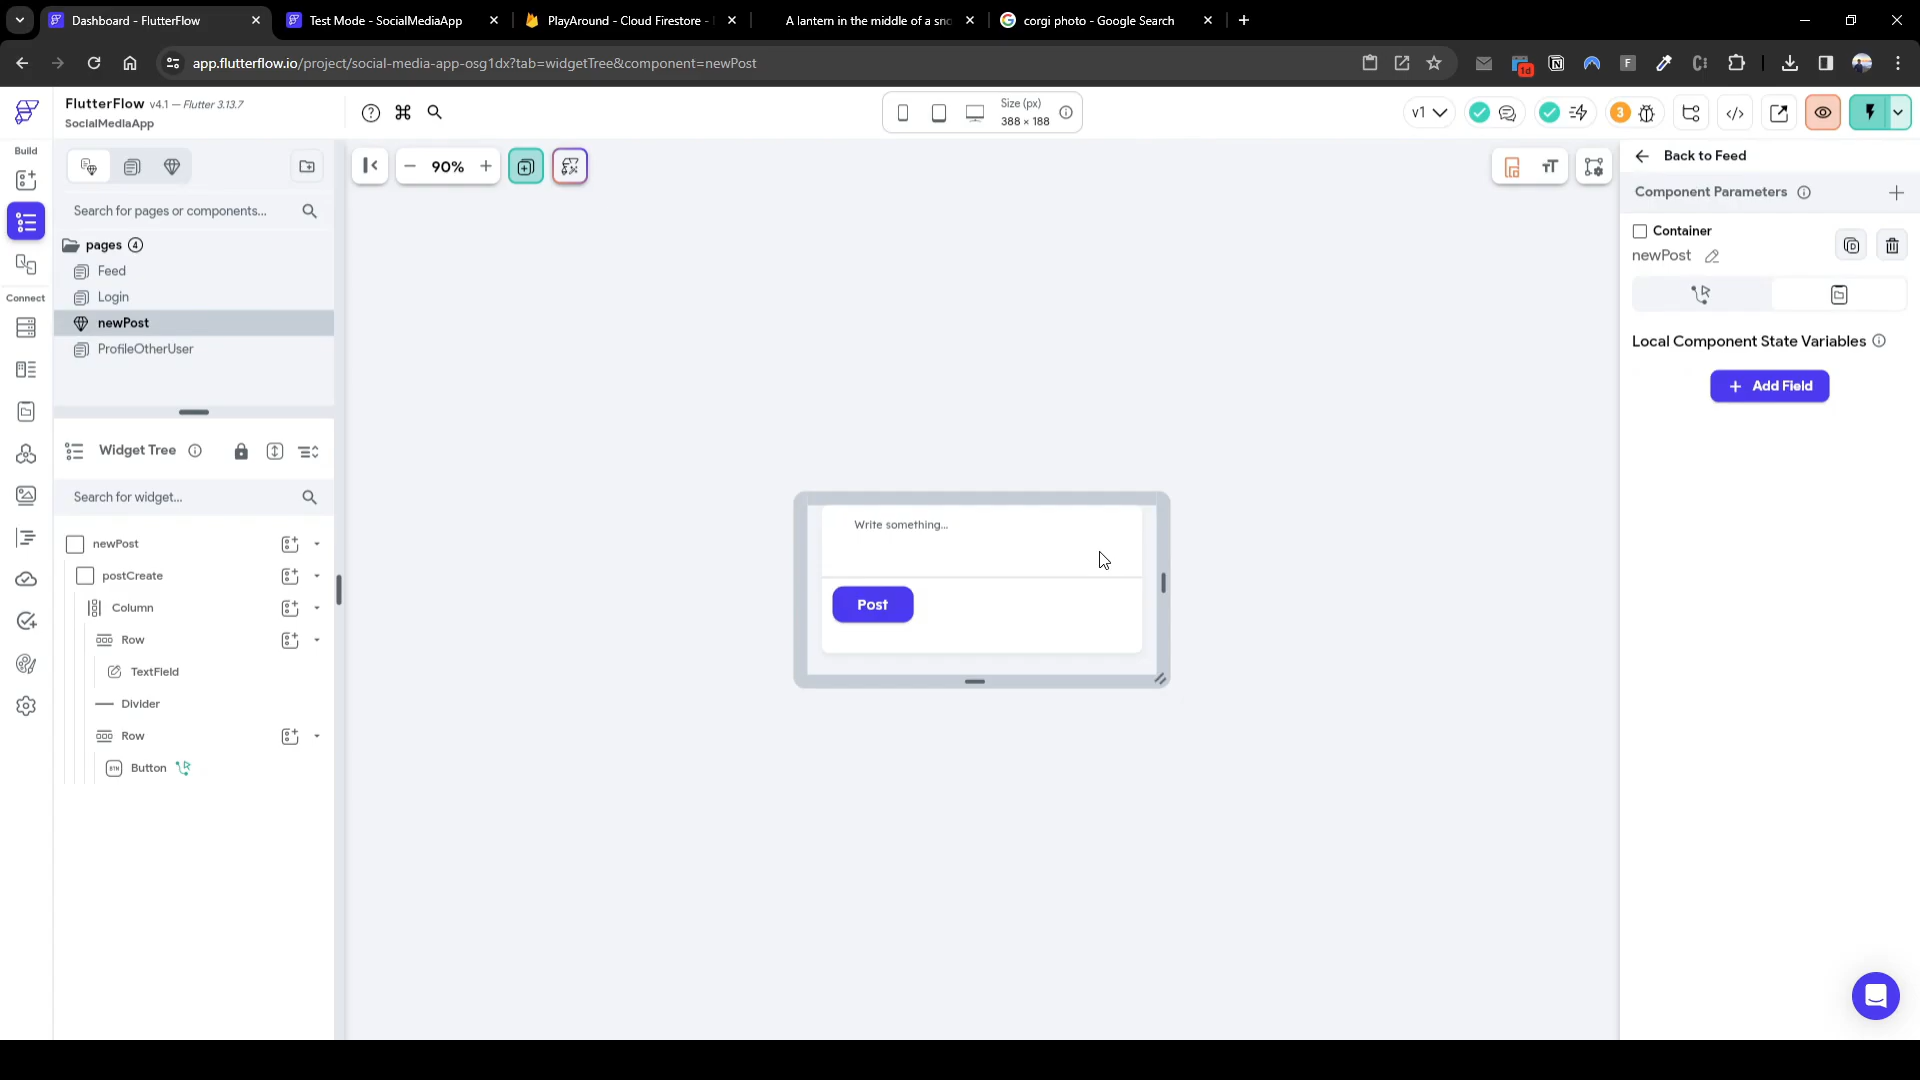 Dashboard - FlutterFlow
Test Mode - SocialMediaApp
PlayAround - Cloud Firestore -
A lantern in the middle of a sno
corgi photo - Google Search
app.flutterflow.io/project/social-media-app-osg1dx?tab=widgetTree&component=newPost
1d
FlutterFlow v4.1 — Flutter 3.13.7
SocialMediaApp
Size (px)
388 × 188
v1
3
Build
Connect
90%
Back to Feed
Search for pages or components...
Component Parameters
pages 4
Feed
Login
newPost
ProfileOtherUser
Container
newPost
Local Component State Variables
Add Field
Widget Tree
Search for widget...
newPost
postCreate
Column
Row
TextField
Divider
Row
BTN Button
Write something...
Post